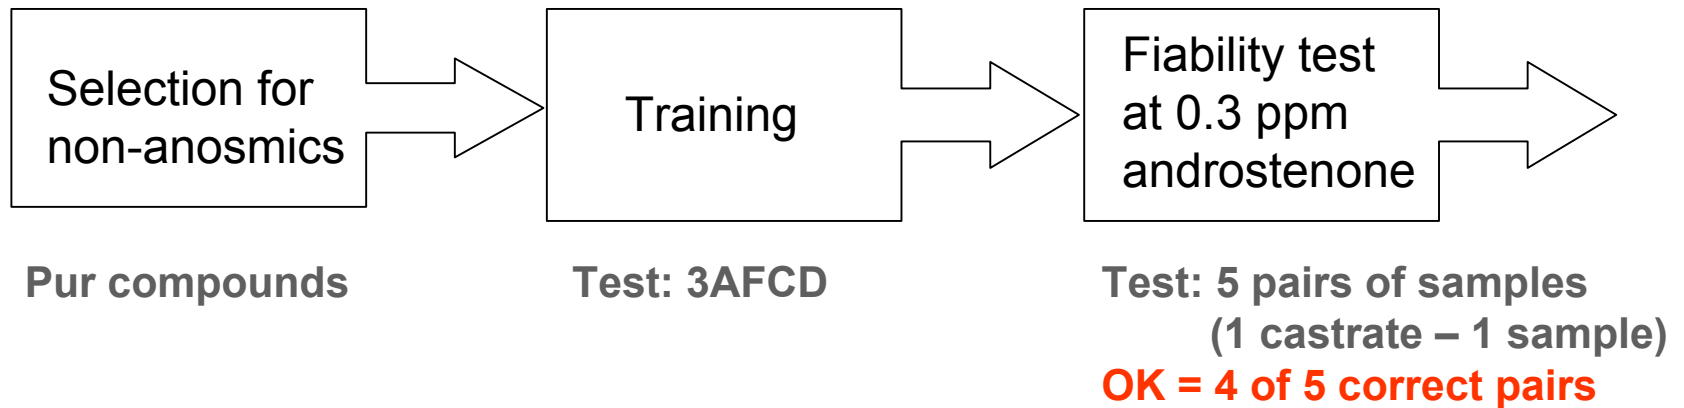 Selection for
non-anosmics
Training
Fiability test
at 0.3 ppm
androstenone
Pur compounds
Test: 3AFCD
Test: 5 pairs of samples
(1 castrate – 1 sample)
OK = 4 of 5 correct pairs